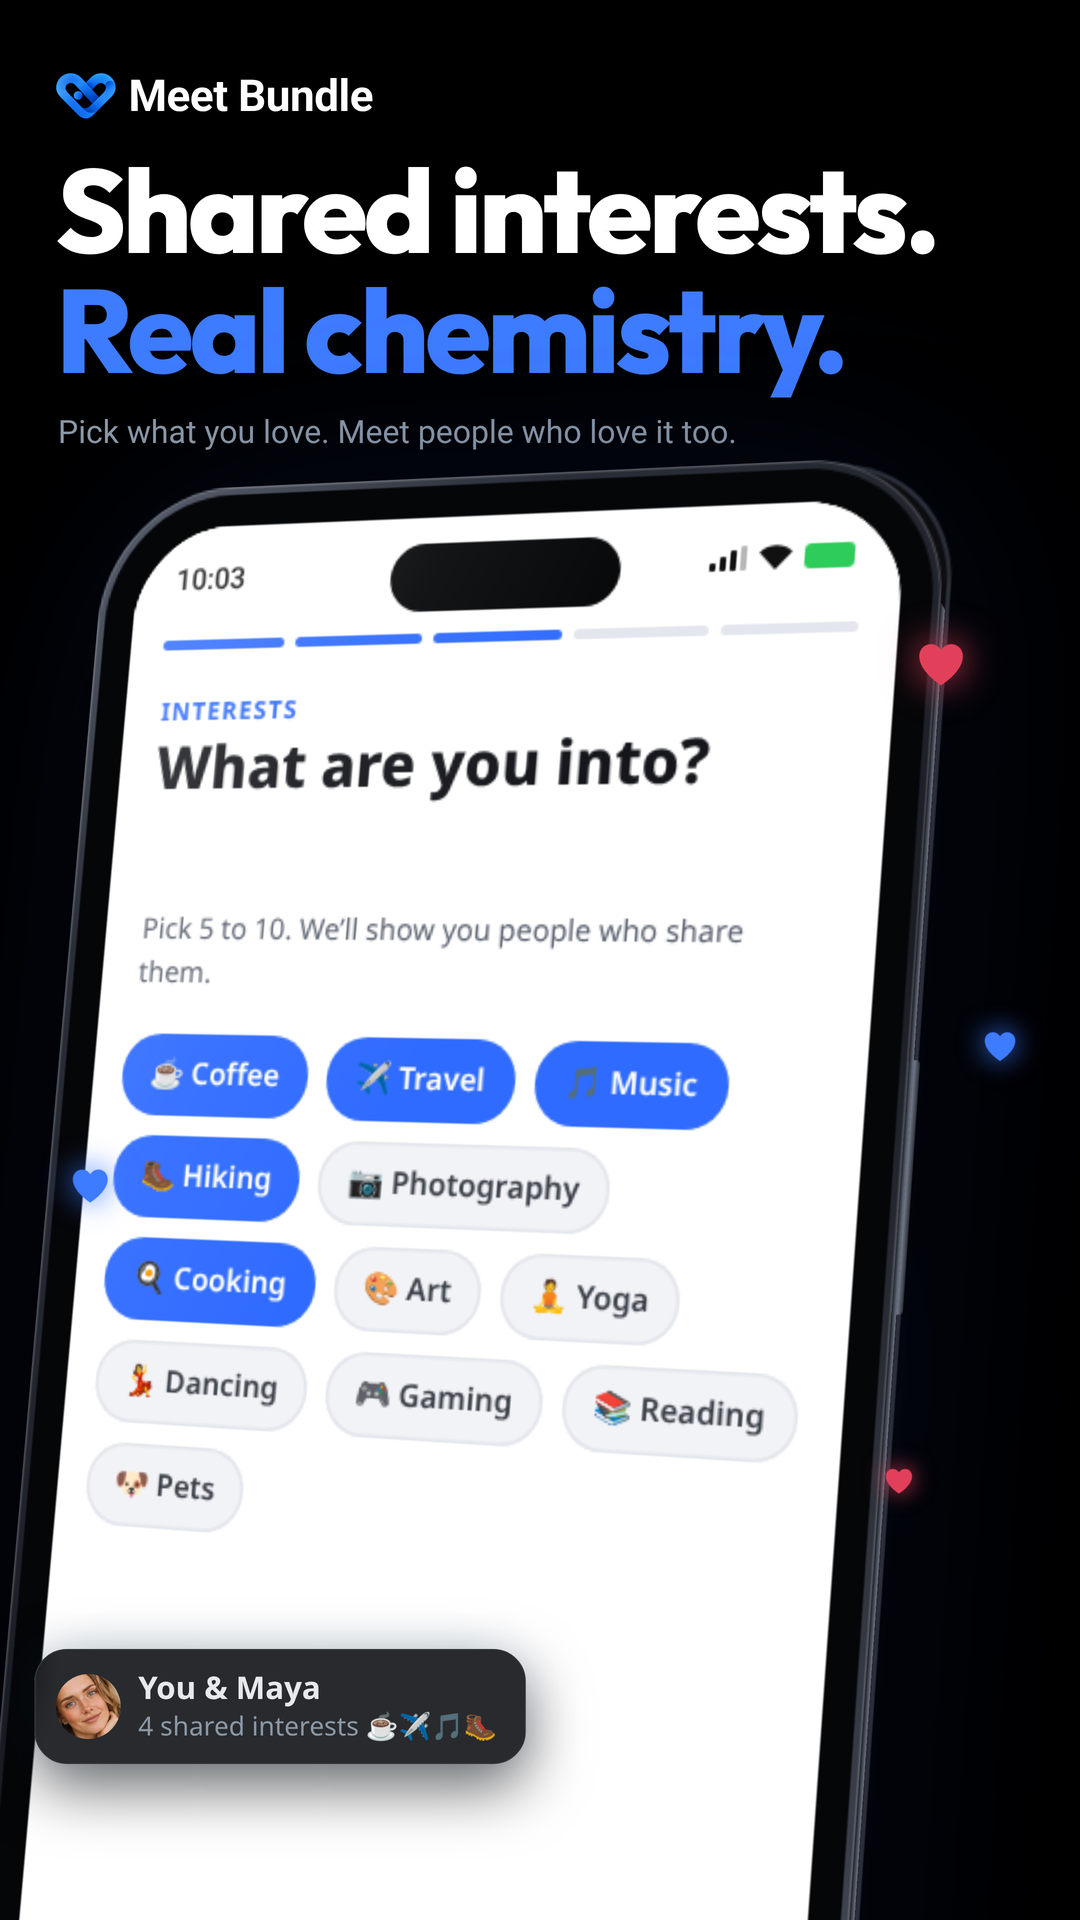 Meet Bundle
Shared interests.
Real chemistry.
Pick what you love. Meet people who love it too.
10:03
INTERESTS
What are you into?
Pick 5 to 10. We’ll show you people who share
them.
☕ Coffee ✈️ Travel 🎵 Music
🥾 Hiking 📷 Photography
🍳 Cooking 🎨 Art 🧘 Yoga
💃 Dancing 🎮 Gaming 📚 Reading
🐶 Pets
You & Maya
4 shared interests ☕✈️🎵🥾